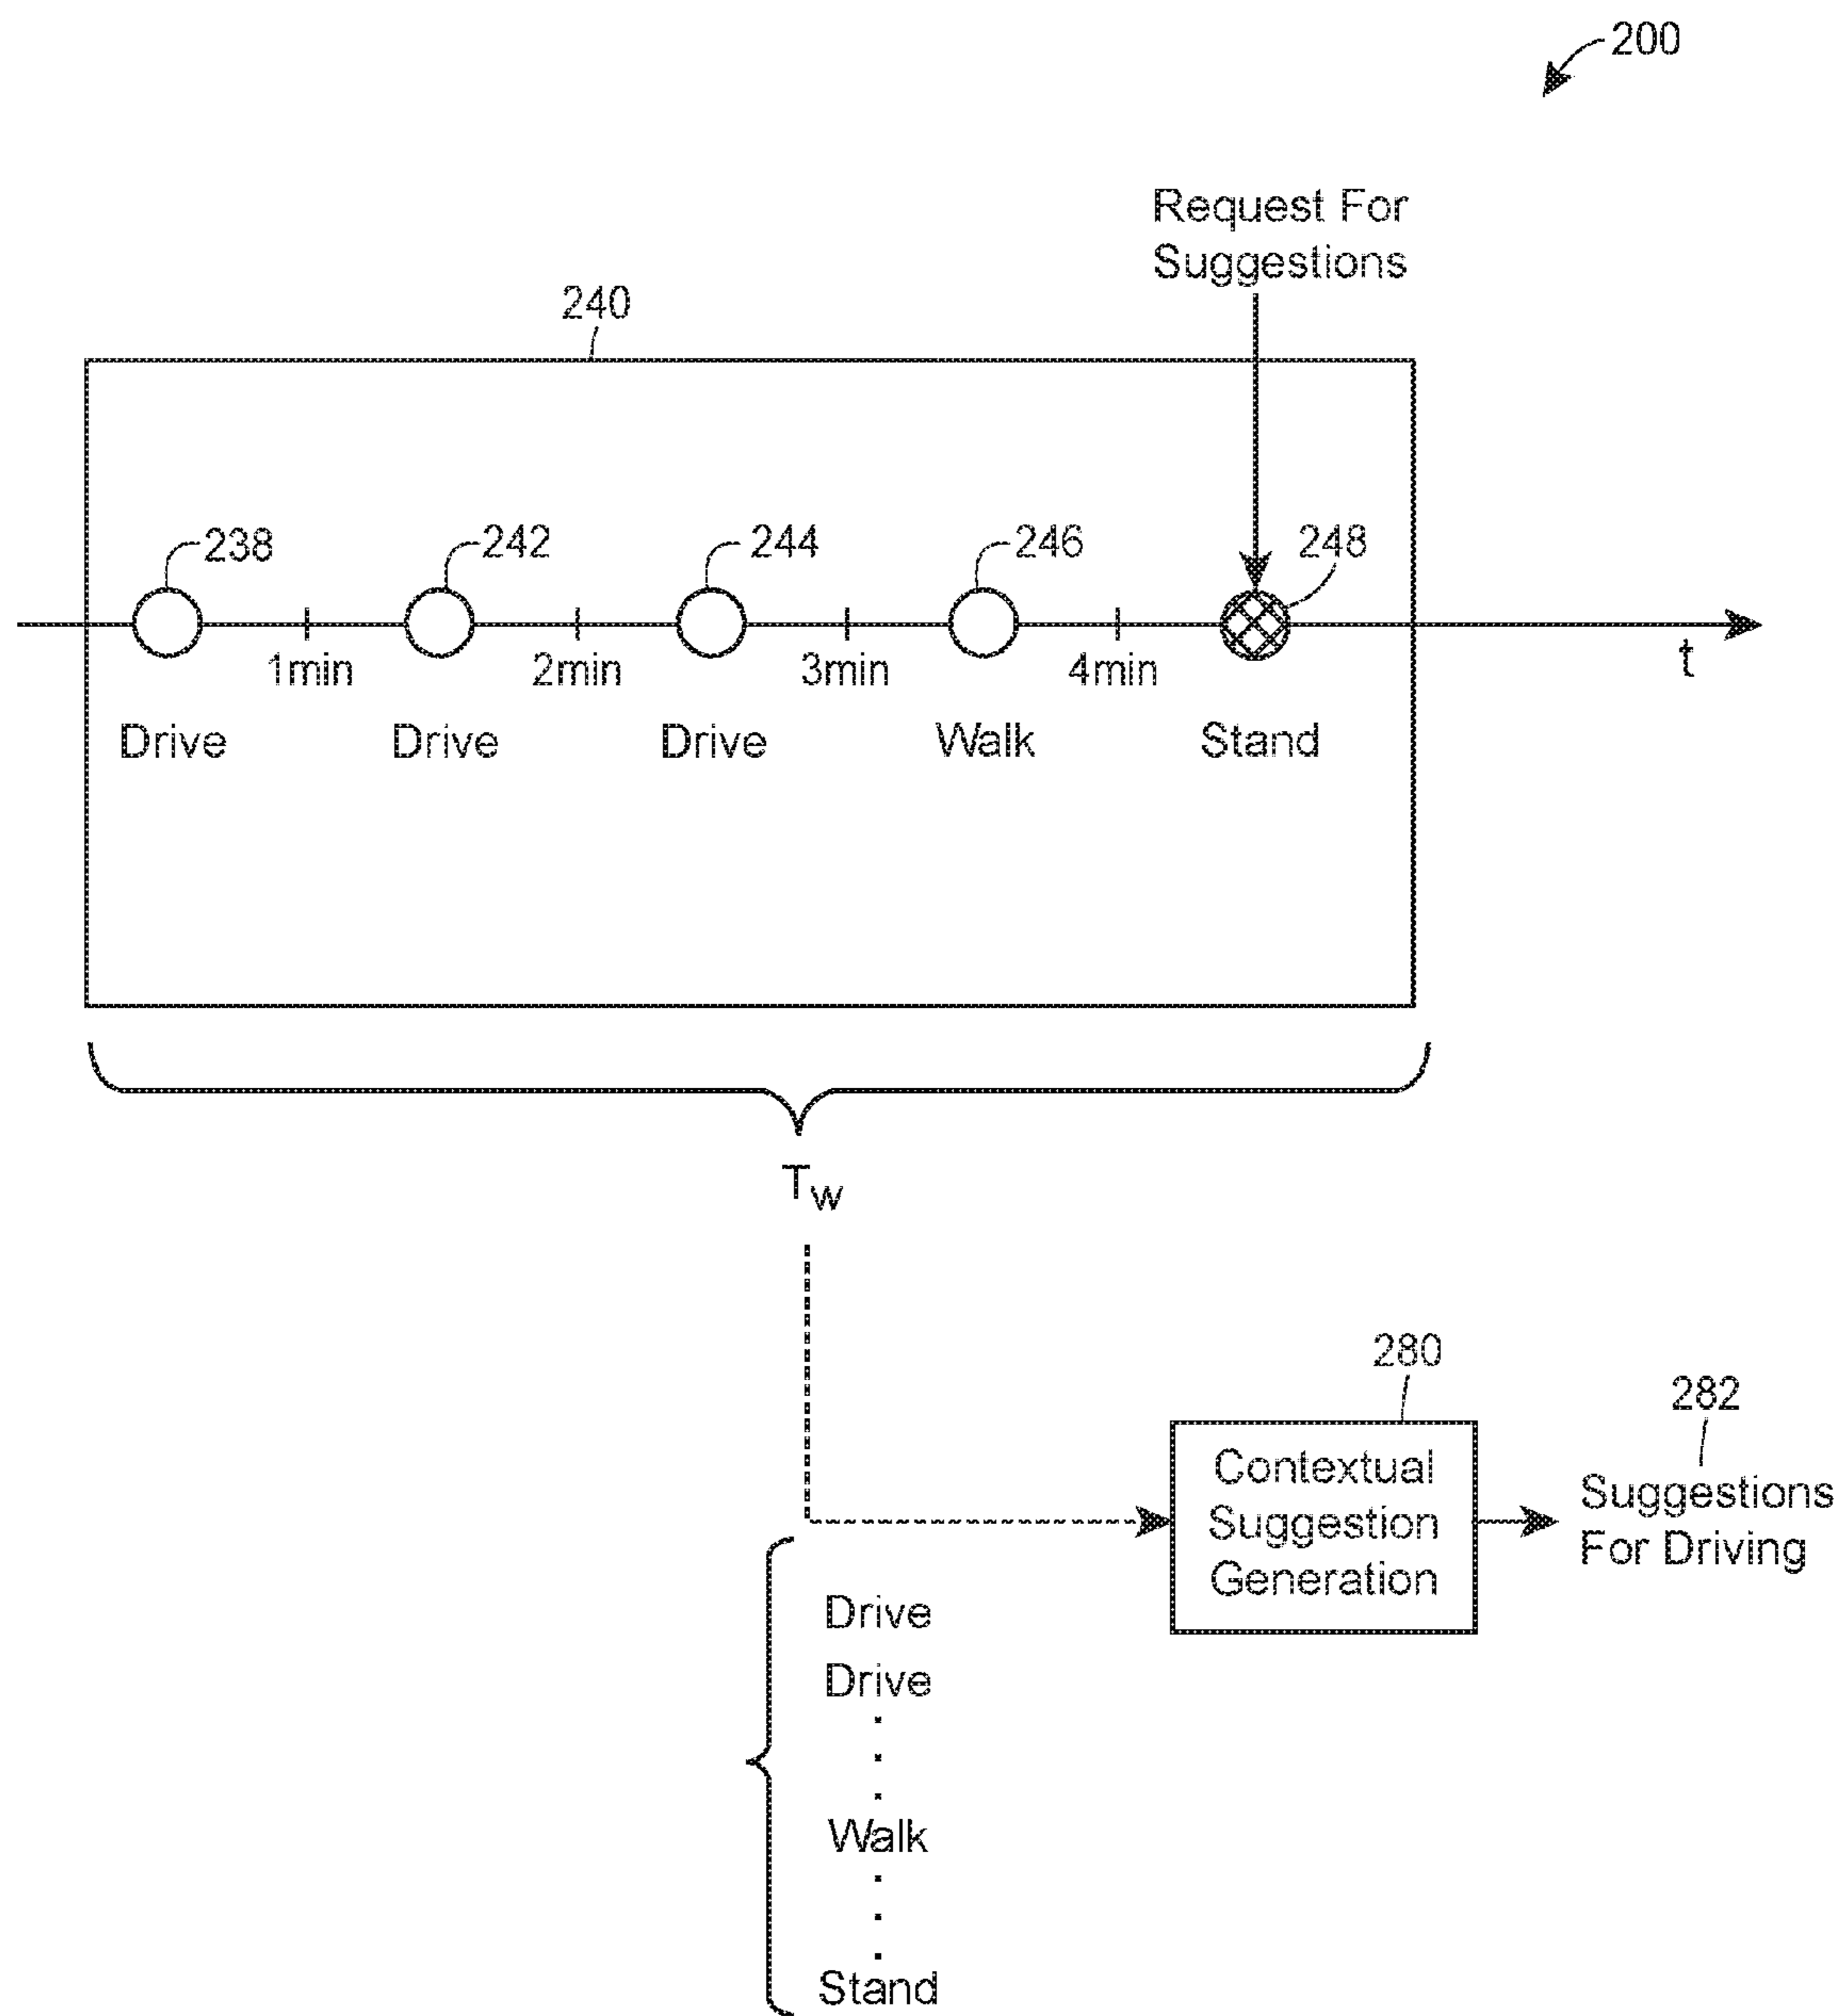 200
Request For
Suggestions
240
238
242
244
246
248
1min
2min
3min
4min
t
Drive
Drive
Drive
Walk
Stand
Tw
280
282
Contextual
Suggestion
Generation
Suggestions
For Driving
Drive
Drive
Walk
Stand